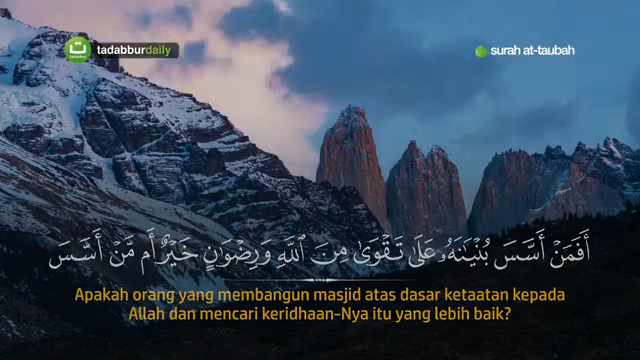 ت tadabburdaily
tadabbur
surah at-taubah
أَفَمَنْ أَسَّسَ بُنْيَـٰنَهُۥ عَلَىٰ تَقْوَىٰ مِنَ ٱللَّهِ وَرِضْوَٰنٍ خَيْرٌ أَم مَّنْ أَسَّسَ
Apakah orang yang membangun masjid atas dasar ketaatan kepada
Allah dan mencari keridhaan-Nya itu yang lebih baik?